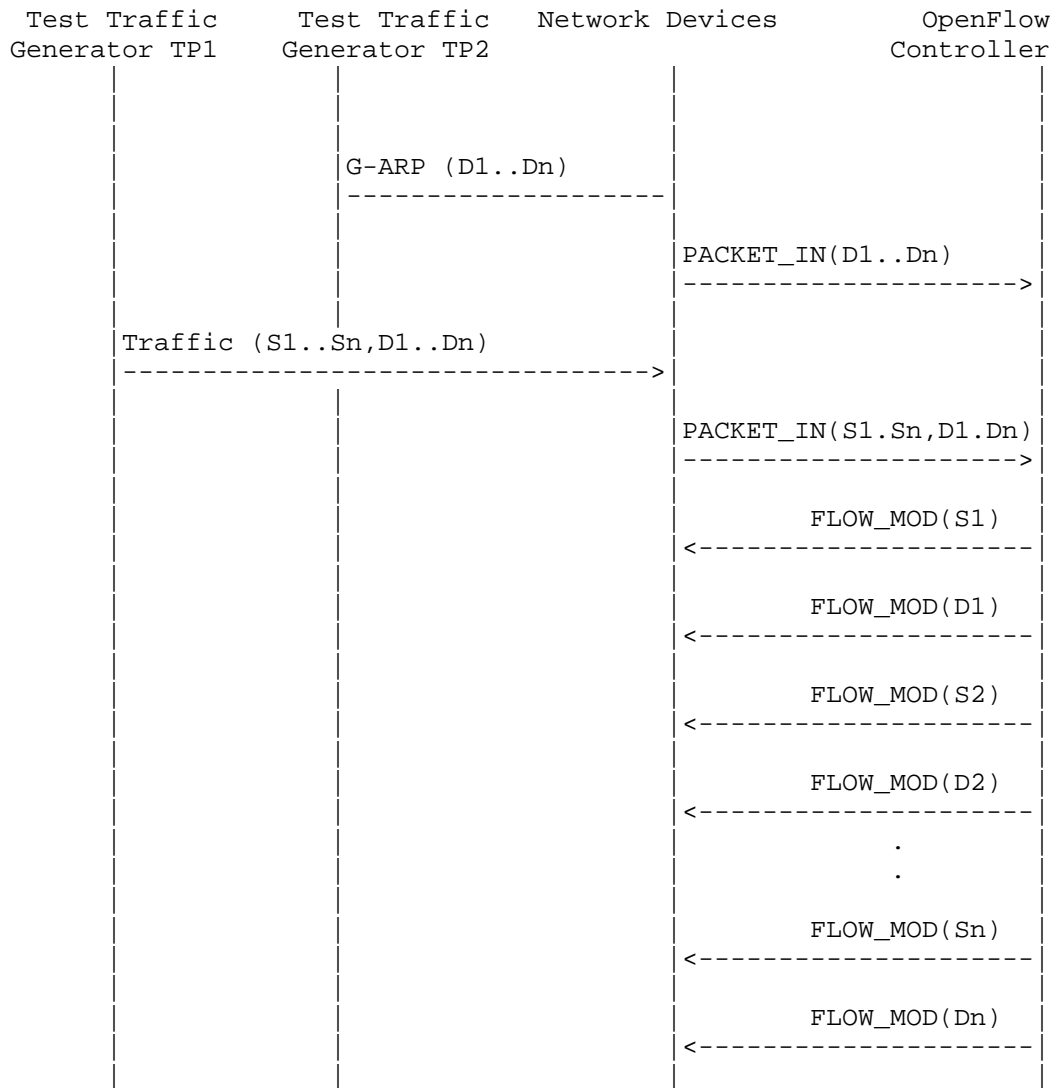 Test Traffic Test Traffic Network Devices OpenFlow
Generator TP1 Generator TP2 Controller
G-ARP (D1..Dn)
PACKET_IN(D1..Dn)
Traffic (S1..Sn,D1..Dn)
PACKET_IN(S1.Sn,D1.Dn)
FLOW_MOD(S1)
FLOW_MOD(D1)
FLOW_MOD(S2)
FLOW_MOD(D2)
.
.
FLOW_MOD(Sn)
FLOW_MOD(Dn)